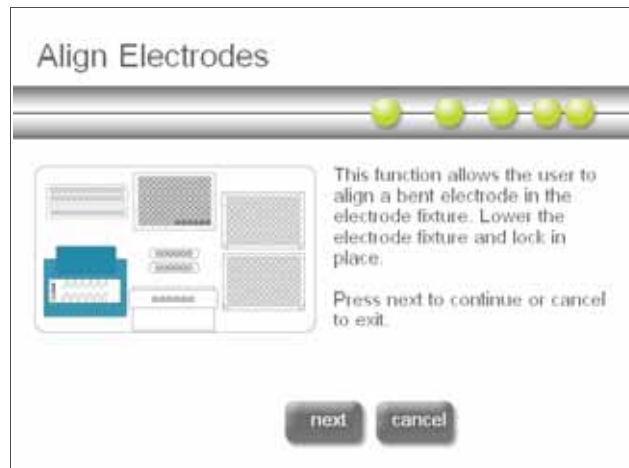 Align Electrodes
This function allows the user to
align a bent electrode in the
electrode fixture. Lower the
electrode fixture and lock in
place.
Press next to continue or cancel
to exit.
next
cancel